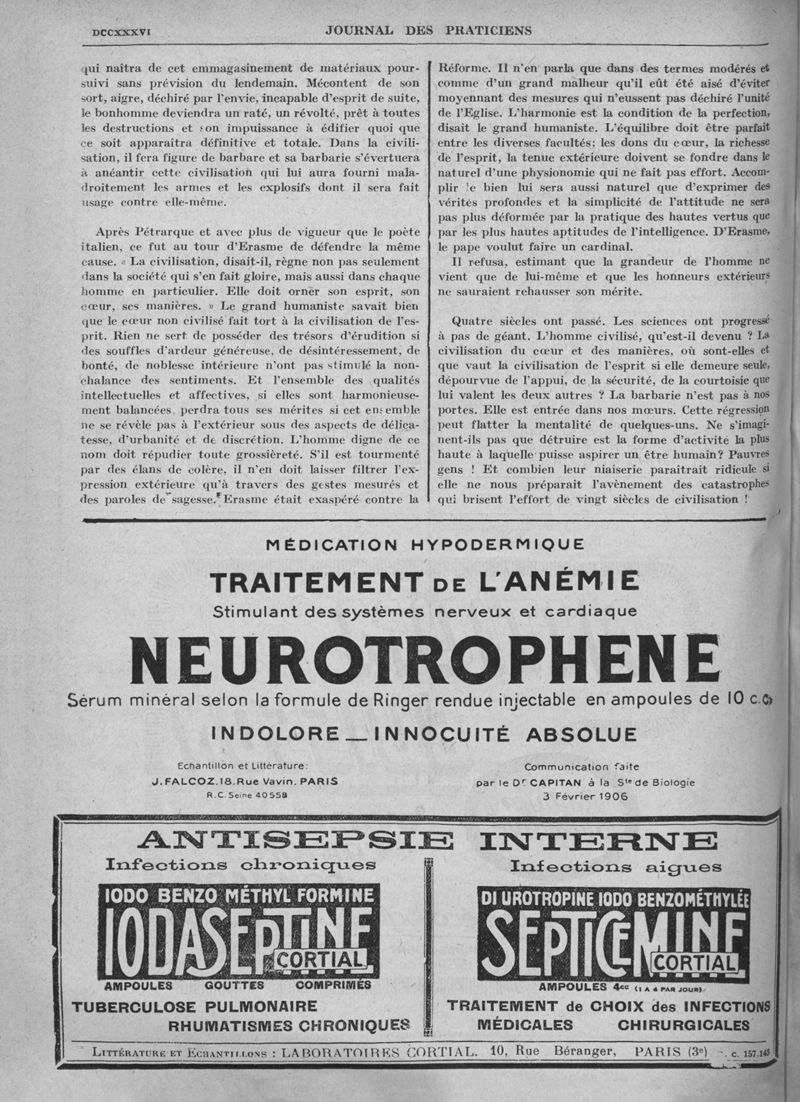 DCCXXXVI
JOURNAL DES PRATICIENS
qui naîtra de cet emmagasinement de matériaux pour-
suivi sans prévision du lendemain. Mécontent de son
sort, aigre, déchiré par l'envie, incapable d'esprit de suite,
le bonhomme deviendra un raté, un révolté, prêt à toutes
les destructions et son impuissance à édifier quoi que
ce soit apparaîtra définitive et totale. Dans la civili-
sation, il fera figure de barbare et sa barbarie s'évertuera
à anéantir cette civilisation qui lui aura fourni mala-
droitement les armes et les explosifs dont il sera fait
usage contre elle-même.
Après Pétrarque et avec plus de vigueur que le poète
italien, ce fut au tour d'Erasme de défendre la même
cause. « La civilisation, disait-il, règne non pas seulement
dans la société qui s'en fait gloire, mais aussi dans chaque
homme en particulier. Elle doit orner son esprit, son
cœur, ses manières. » Le grand humaniste savait bien
que le cœur non civilisé fait tort à la civilisation de l'es-
prit. Rien ne sert de posséder des trésors d'érudition si
des souffles d'ardeur généreuse, de désintéressement, de
bonté, de noblesse intérieure n'ont pas stimulé la non-
chalance des sentiments. Et l'ensemble des qualités
intellectuelles et affectives, si elles sont harmonieuse-
ment balancées, perdra tous ses mérites si cet ensemble
ne se révèle pas à l'extérieur sous des aspects de délica-
tesse, d'urbanité et de discrétion. L'homme digne de ce
nom doit répudier toute grossièreté. S'il est tourmenté
par des élans de colère, il n'en doit laisser filtrer l'ex-
pression extérieure qu'à travers des gestes mesurés et
des paroles de sagesse. Erasme était exaspéré contre la
Réforme. Il n'en parla que dans des termes modérés et
comme d'un grand malheur qu'il eût été aisé d'éviter
moyennant des mesures qui n'eussent pas déchiré l'unité
de l'Eglise. L'harmonie est la condition de la perfection,
disait le grand humaniste. L'équilibre doit être parfait
entre les diverses facultés: les dons du cœur, la richesse
de l'esprit, la tenue extérieure doivent se fondre dans le
naturel d'une physionomie qui ne fait pas effort. Accom-
plir le bien lui sera aussi naturel que d'exprimer des
vérités profondes et la simplicité de l'attitude ne sera
pas plus déformée par la pratique des hautes vertus que
par les plus hautes aptitudes de l'intelligence. D'Erasme,
le pape voulut faire un cardinal.
Il refusa, estimant que la grandeur de l'homme ne
vient que de lui-même et que les honneurs extérieurs
ne sauraient rehausser son mérite.
Quatre siècles ont passé. Les sciences ont progressé
à pas de géant. L'homme civilisé, qu'est-il devenu ? La
civilisation du cœur et des manières, où sont-elles et
que vaut la civilisation de l'esprit si elle demeure seule,
dépourvue de l'appui, de la sécurité, de la courtoisie que
lui valent les deux autres ? La barbarie n'est pas à nos
portes. Elle est entrée dans nos mœurs. Cette régression
peut flatter la mentalité de quelques-uns. Ne s'imagi-
nent-ils pas que détruire est la forme d'activite la plus
haute à laquelle puisse aspirer un être humain? Pauvres
gens ! Et combien leur niaiserie paraitrait ridicule si
elle ne nous préparait l'avènement des catastrophes
qui brisent l'effort de vingt siècles de civilisation !
MÉDICATION HYPODERMIQUE
TRAITEMENT DE L'ANÉMIE
Stimulant des systèmes nerveux et cardiaque
NEUROTROPHENE
Sérum minéral selon la formule de Ringer rendue injectable en ampoules de 10 c.c.
INDOLORE — INNOCUITÉ ABSOLUE
Echantillon et Littérature:
J. FALCOZ. 18. Rue Vavin. PARIS
R.C. Seine 40559
Communication faite
par le Dr CAPITAN à la Sté de Biologie
3 Février 1906
ANTISEPSIE INTERNE
Infections chroniques
IODO BENZO MÉTHYL FORMINE
IODASEPTINE
CORTIAL
AMPOULES GOUTTES COMPRIMÉS
TUBERCULOSE PULMONAIRE
RHUMATISMES CHRONIQUES
Infections aigues
DI UROTROPINE IODO BENZOMÉTHYLÉE
SEPTICEMINE
CORTIAL
AMPOULES 4cc (1 A 4 PAR JOUR)
TRAITEMENT de CHOIX des INFECTIONS
MÉDICALES CHIRURGICALES
LITTÉRATURE ET ECHANTILLONS : LABORATOIRES CORTIAL. 10, Rue Béranger, PARIS (3e) . c. 157.143